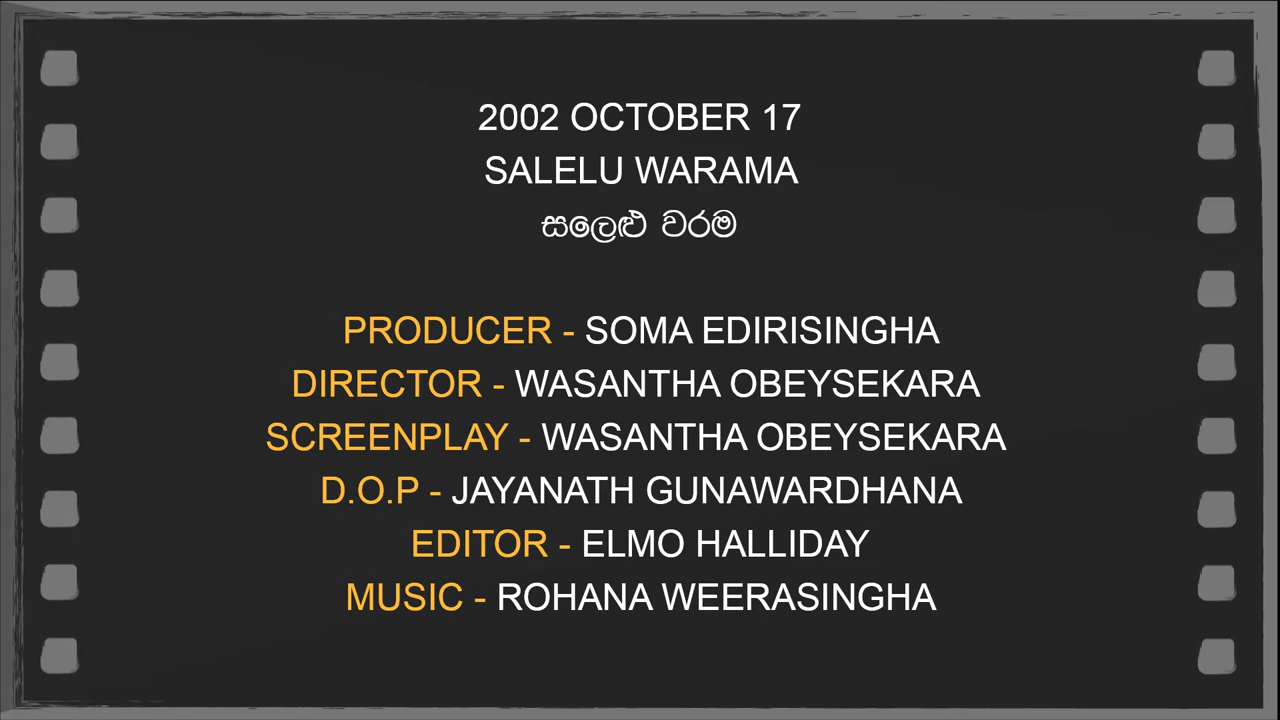 2002 OCTOBER 17
SALELU WARAMA
සලෙළු වරම
PRODUCER - SOMA EDIRISINGHA
DIRECTOR - WASANTHA OBEYSEKARA
SCREENPLAY - WASANTHA OBEYSEKARA
D.O.P - JAYANATH GUNAWARDHANA
EDITOR - ELMO HALLIDAY
MUSIC - ROHANA WEERASINGHA